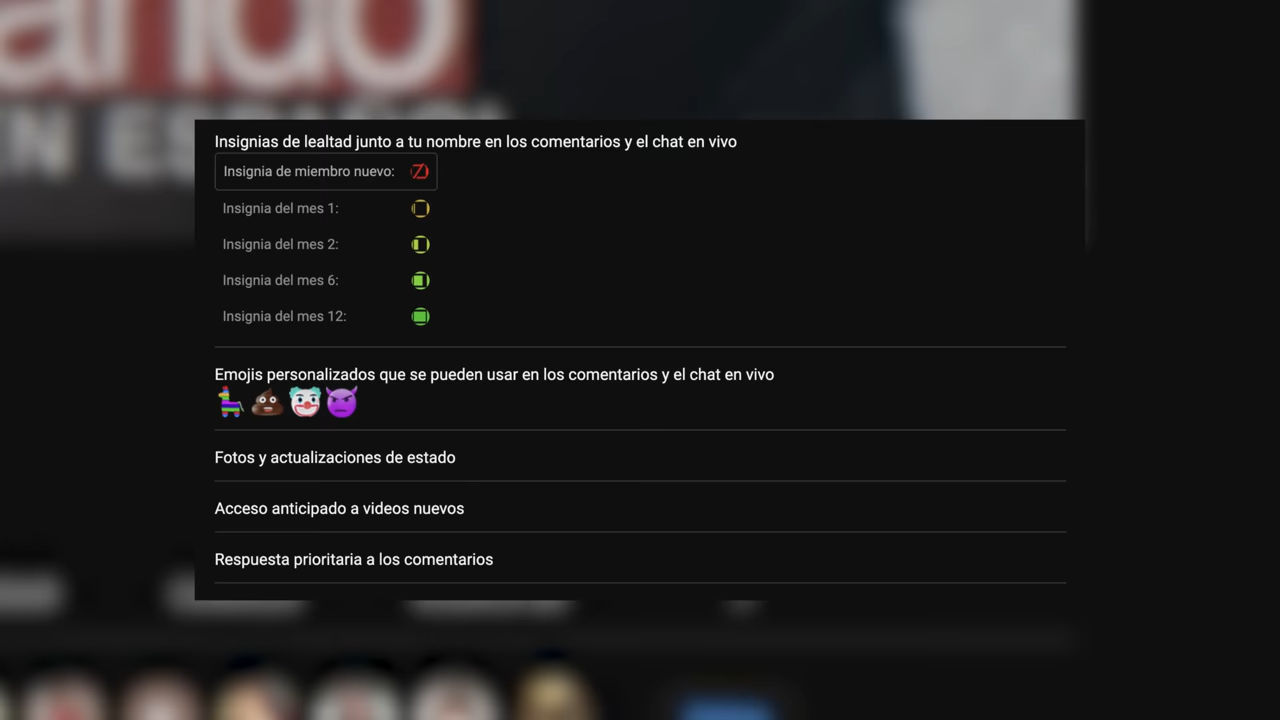 ando
EN ES
Insignias de lealtad junto a tu nombre en los comentarios y el chat en vivo
Insignia de miembro nuevo:
Insignia del mes 1:
Insignia del mes 2:
Insignia del mes 6:
Insignia del mes 12:
Emojis personalizados que se pueden usar en los comentarios y el chat en vivo
Fotos y actualizaciones de estado
Acceso anticipado a videos nuevos
Respuesta prioritaria a los comentarios